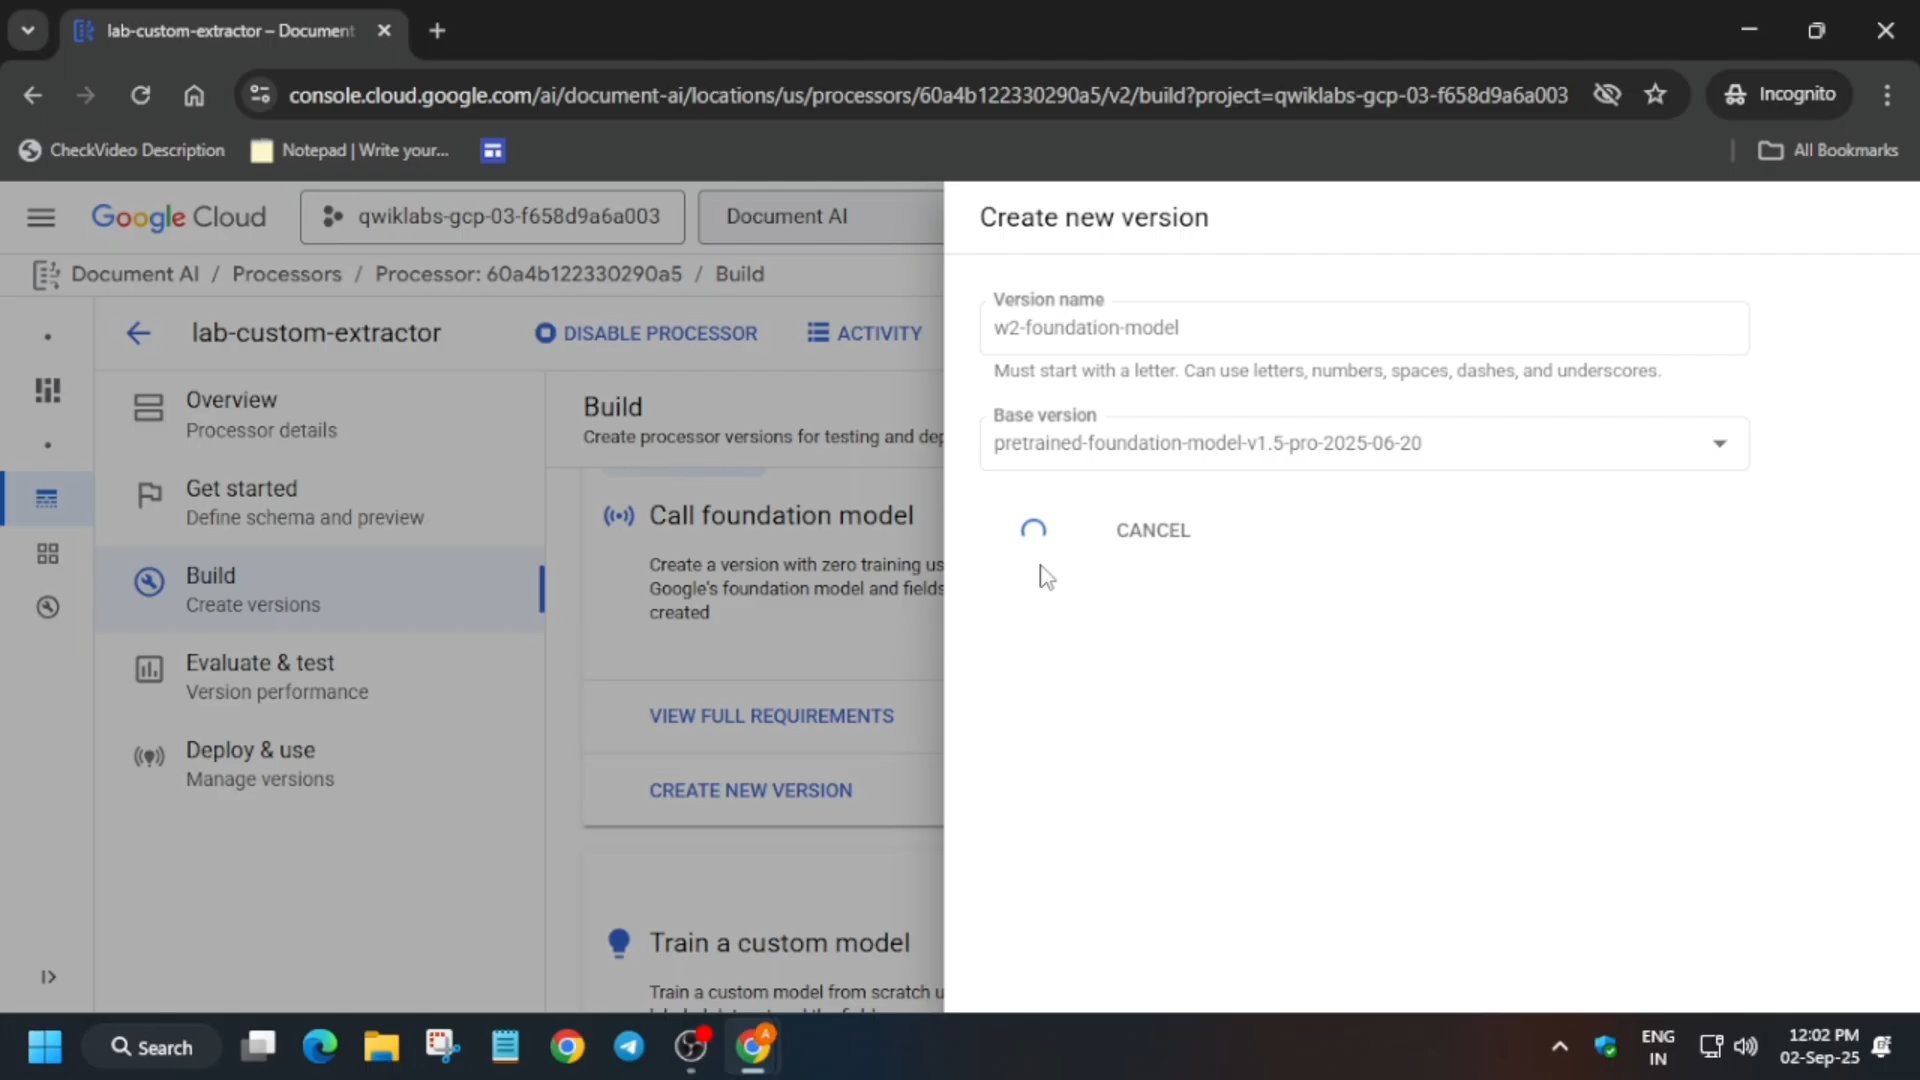 lab-custom-extractor – Document
console.cloud.google.com/ai/document-ai/locations/us/processors/60a4b122330290a5/v2/build?project=qwiklabs-gcp-03-f658d9a6a003
Incognito
CheckVideo Description
Notepad | Write your...
All Bookmarks
Google Cloud
qwiklabs-gcp-03-f658d9a6a003
Document AI
Document AI / Processors / Processor: 60a4b122330290a5 / Build
lab-custom-extractor
DISABLE PROCESSOR
ACTIVITY
Overview
Processor details
Get started
Define schema and preview
Build
Create versions
Evaluate & test
Version performance
Deploy & use
Manage versions
Build
Create processor versions for testing and dep
Call foundation model
Create a version with zero training us
Google's foundation model and fields
created
VIEW FULL REQUIREMENTS
CREATE NEW VERSION
Train a custom model
Train a custom model from scratch u
Create new version
Version name
w2-foundation-model
Must start with a letter. Can use letters, numbers, spaces, dashes, and underscores.
Base version
pretrained-foundation-model-v1.5-pro-2025-06-20
CANCEL
Search
ENG
IN
12:02 PM
02-Sep-25